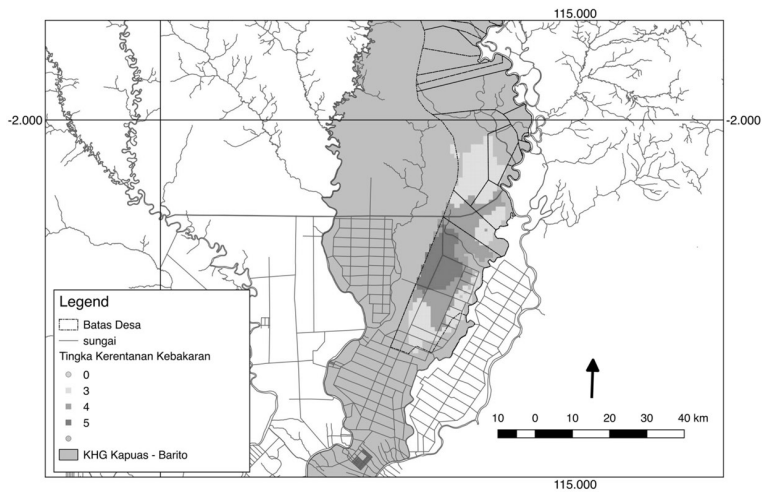 115.000
-2.000
-2.000
Legend
Batas Desa
sungai
Tingka Kerentanan Kebakaran
0
3
4
5
KHG Kapuas - Barito
10 0 10 20 30 40 km
115.000